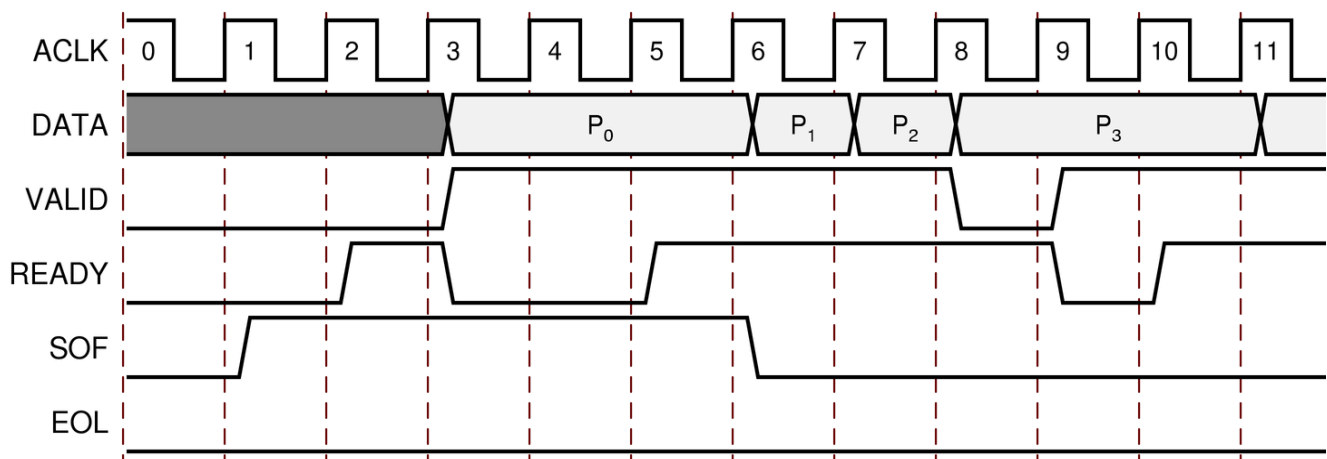 ACLK 0 1 2 3 4 5 6 7 8 9 10 11
DATA P₀ P₁ P₂ P₃
VALID
READY
SOF
EOL